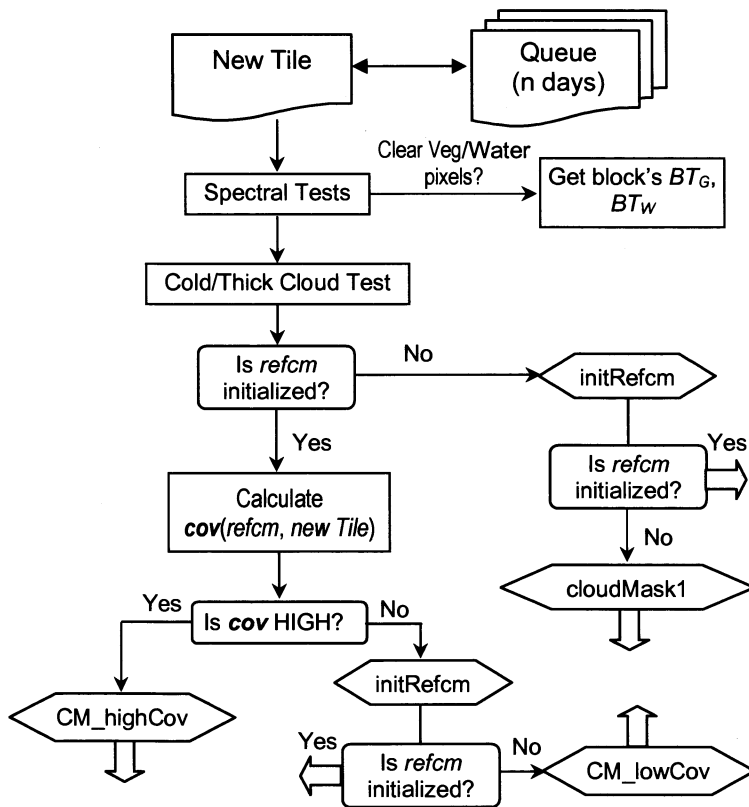 New Tile
Queue
(n days)
Clear Veg/Water
pixels?
Spectral Tests
Get block's BTG,
BTW
Cold/Thick Cloud Test
Is refcm
initialized?
No
initRefcm
Yes
Is refcm
initialized?
Yes
Calculate
cov(refcm, new Tile)
No
cloudMask1
Yes
Is cov HIGH?
No
initRefcm
CM_highCov
Yes
Is refcm
initialized?
No
CM_lowCov